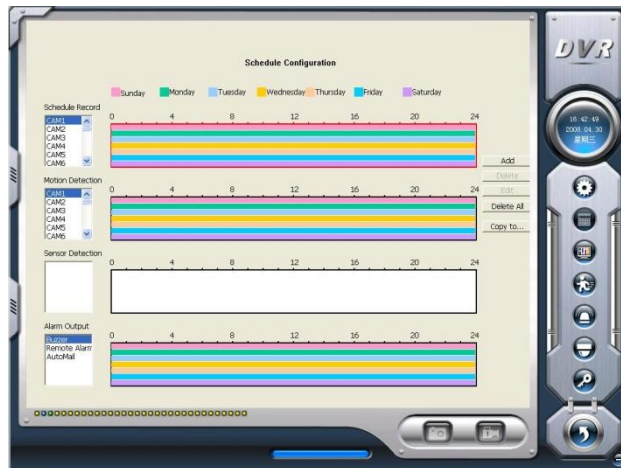 DVR
Schedule Configuration
Sunday Monday Tuesday Wednesday Thursday Friday Saturday
16:42:49
2008.04.30
星期三
Schedule Record
0 4 8 12 16 20 24
CAM1
CAM2
CAM3
CAM4
CAM5
CAM6
Add
Delete
Edit
Delete All
Copy to...
Motion Detection
0 4 8 12 16 20 24
CAM1
CAM2
CAM3
CAM4
CAM5
CAM6
Sensor Detection
0 4 8 12 16 20 24
Alarm Output
0 4 8 12 16 20 24
Buzzer
Remote Alarm
AutoMail